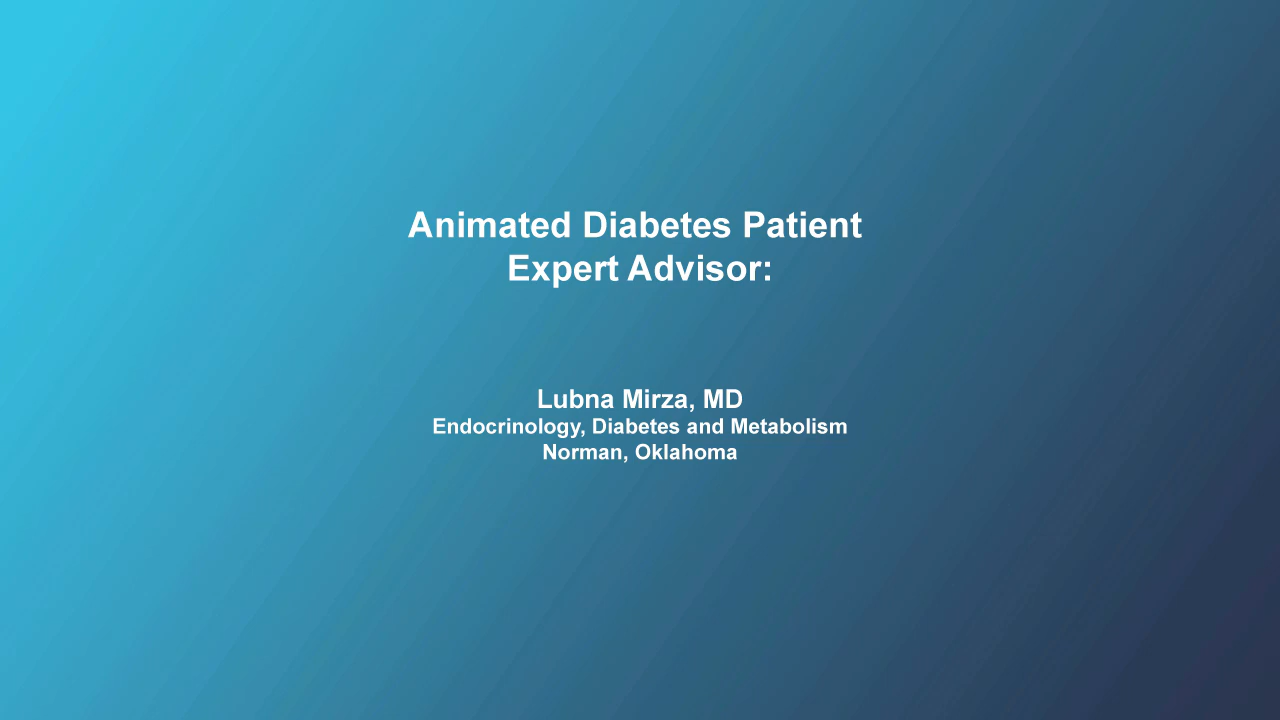 Animated Diabetes Patient
Expert Advisor:
Lubna Mirza, MD
Endocrinology, Diabetes and Metabolism
Norman, Oklahoma